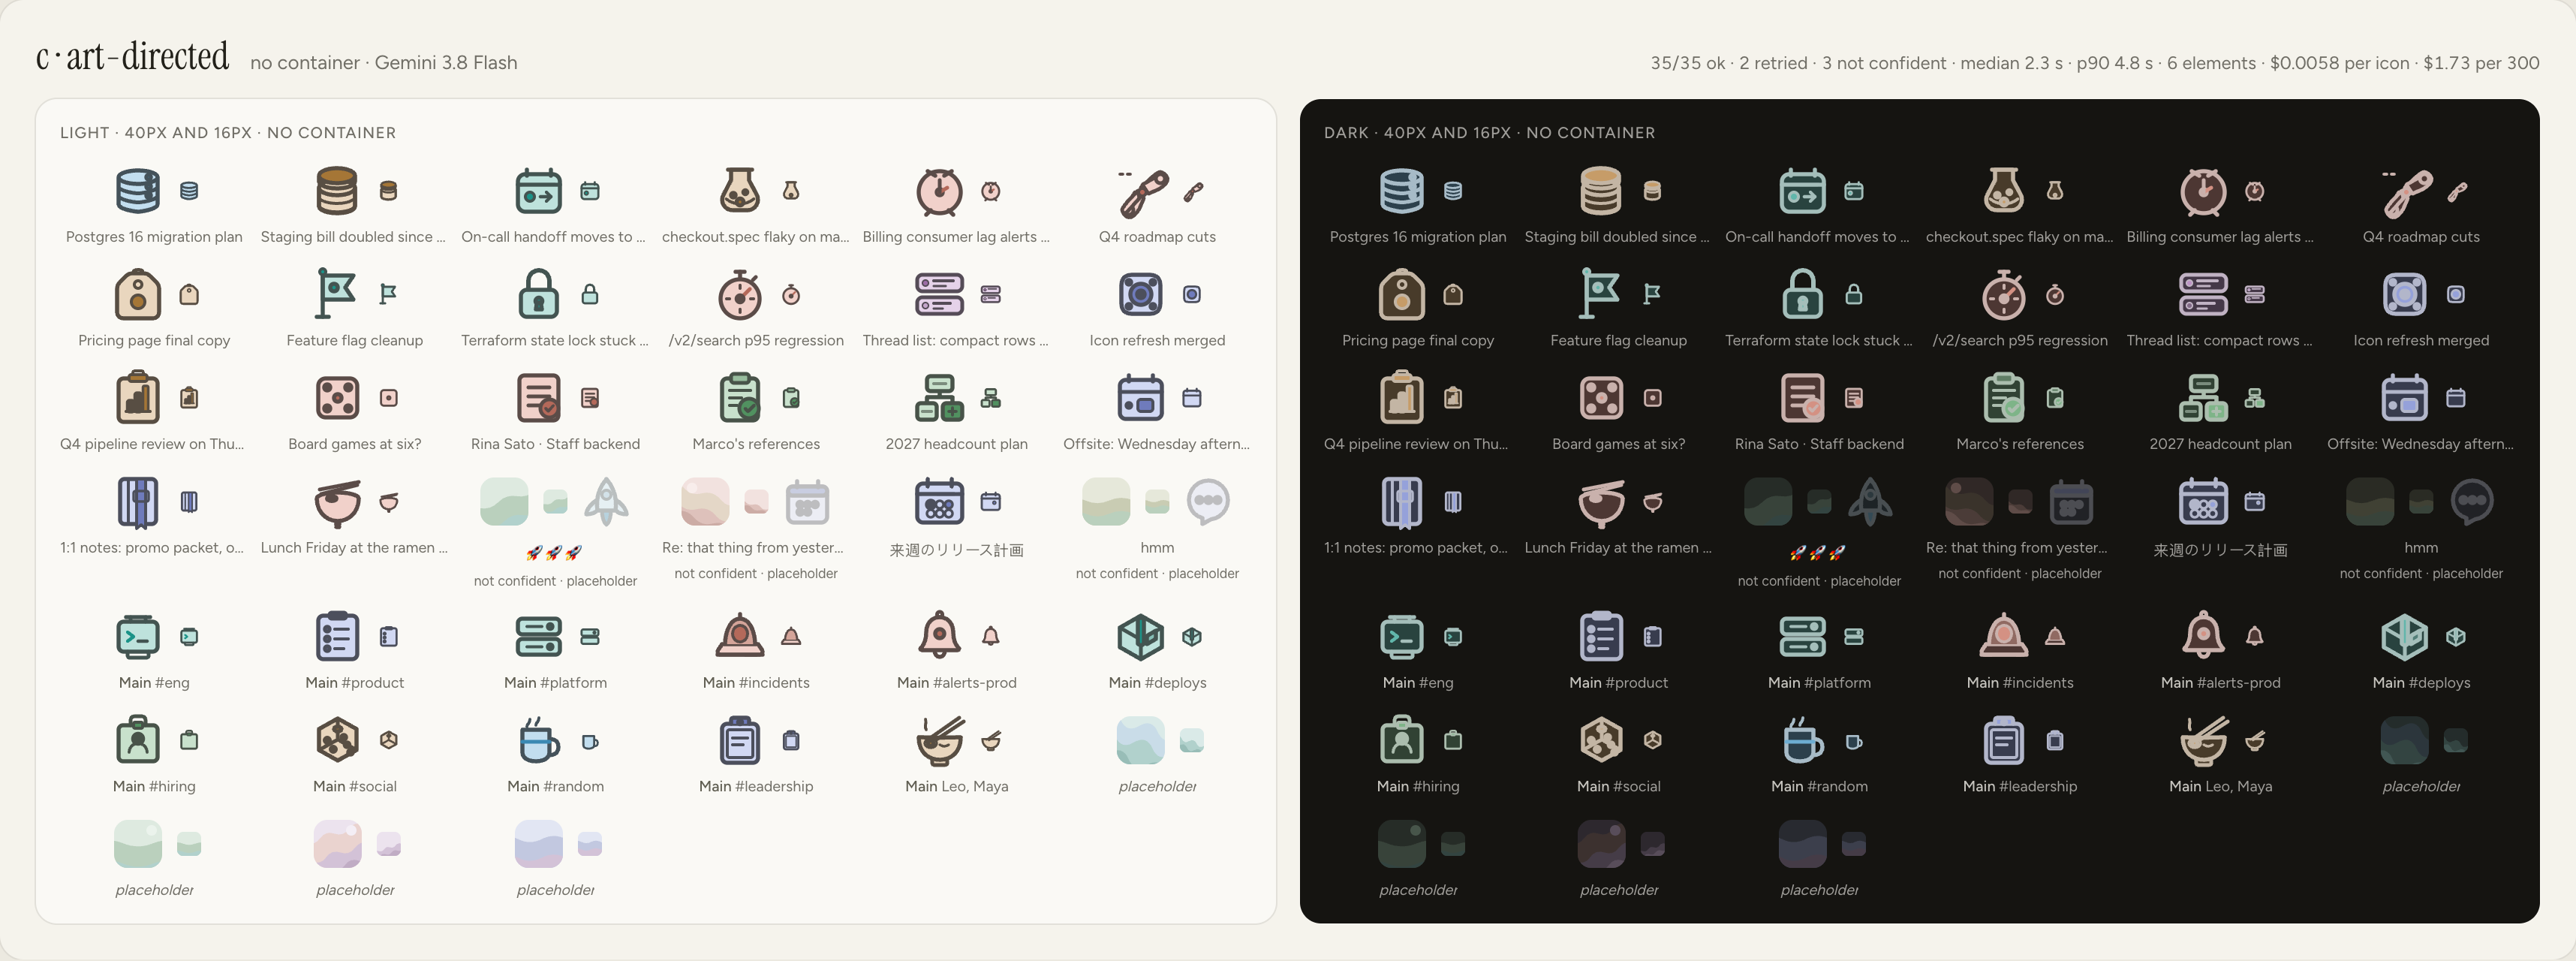 c · art-directed no container · Gemini 3.8 Flash
35/35 ok · 2 retried · 3 not confident · median 2.3 s · p90 4.8 s · 6 elements · $0.0058 per icon · $1.73 per 300
LIGHT · 40PX AND 16PX · NO CONTAINER
Postgres 16 migration plan
Staging bill doubled since ...
On-call handoff moves to ...
checkout.spec flaky on ma...
Billing consumer lag alerts ...
Q4 roadmap cuts
Pricing page final copy
Feature flag cleanup
Terraform state lock stuck ...
/v2/search p95 regression
Thread list: compact rows ...
Icon refresh merged
Q4 pipeline review on Thu...
Board games at six?
Rina Sato · Staff backend
Marco's references
2027 headcount plan
Offsite: Wednesday aftern...
1:1 notes: promo packet, o...
Lunch Friday at the ramen ...
🚀🚀🚀
not confident · placeholder
Re: that thing from yester...
not confident · placeholder
来週のリリース計画
hmm
not confident · placeholder
Main #eng
Main #product
Main #platform
Main #incidents
Main #alerts-prod
Main #deploys
Main #hiring
Main #social
Main #random
Main #leadership
Main Leo, Maya
placeholder
placeholder
placeholder
placeholder
DARK · 40PX AND 16PX · NO CONTAINER
Postgres 16 migration plan
Staging bill doubled since ...
On-call handoff moves to ...
checkout.spec flaky on ma...
Billing consumer lag alerts ...
Q4 roadmap cuts
Pricing page final copy
Feature flag cleanup
Terraform state lock stuck ...
/v2/search p95 regression
Thread list: compact rows ...
Icon refresh merged
Q4 pipeline review on Thu...
Board games at six?
Rina Sato · Staff backend
Marco's references
2027 headcount plan
Offsite: Wednesday aftern...
1:1 notes: promo packet, o...
Lunch Friday at the ramen ...
🚀🚀🚀
not confident · placeholder
Re: that thing from yester...
not confident · placeholder
来週のリリース計画
hmm
not confident · placeholder
Main #eng
Main #product
Main #platform
Main #incidents
Main #alerts-prod
Main #deploys
Main #hiring
Main #social
Main #random
Main #leadership
Main Leo, Maya
placeholder
placeholder
placeholder
placeholder